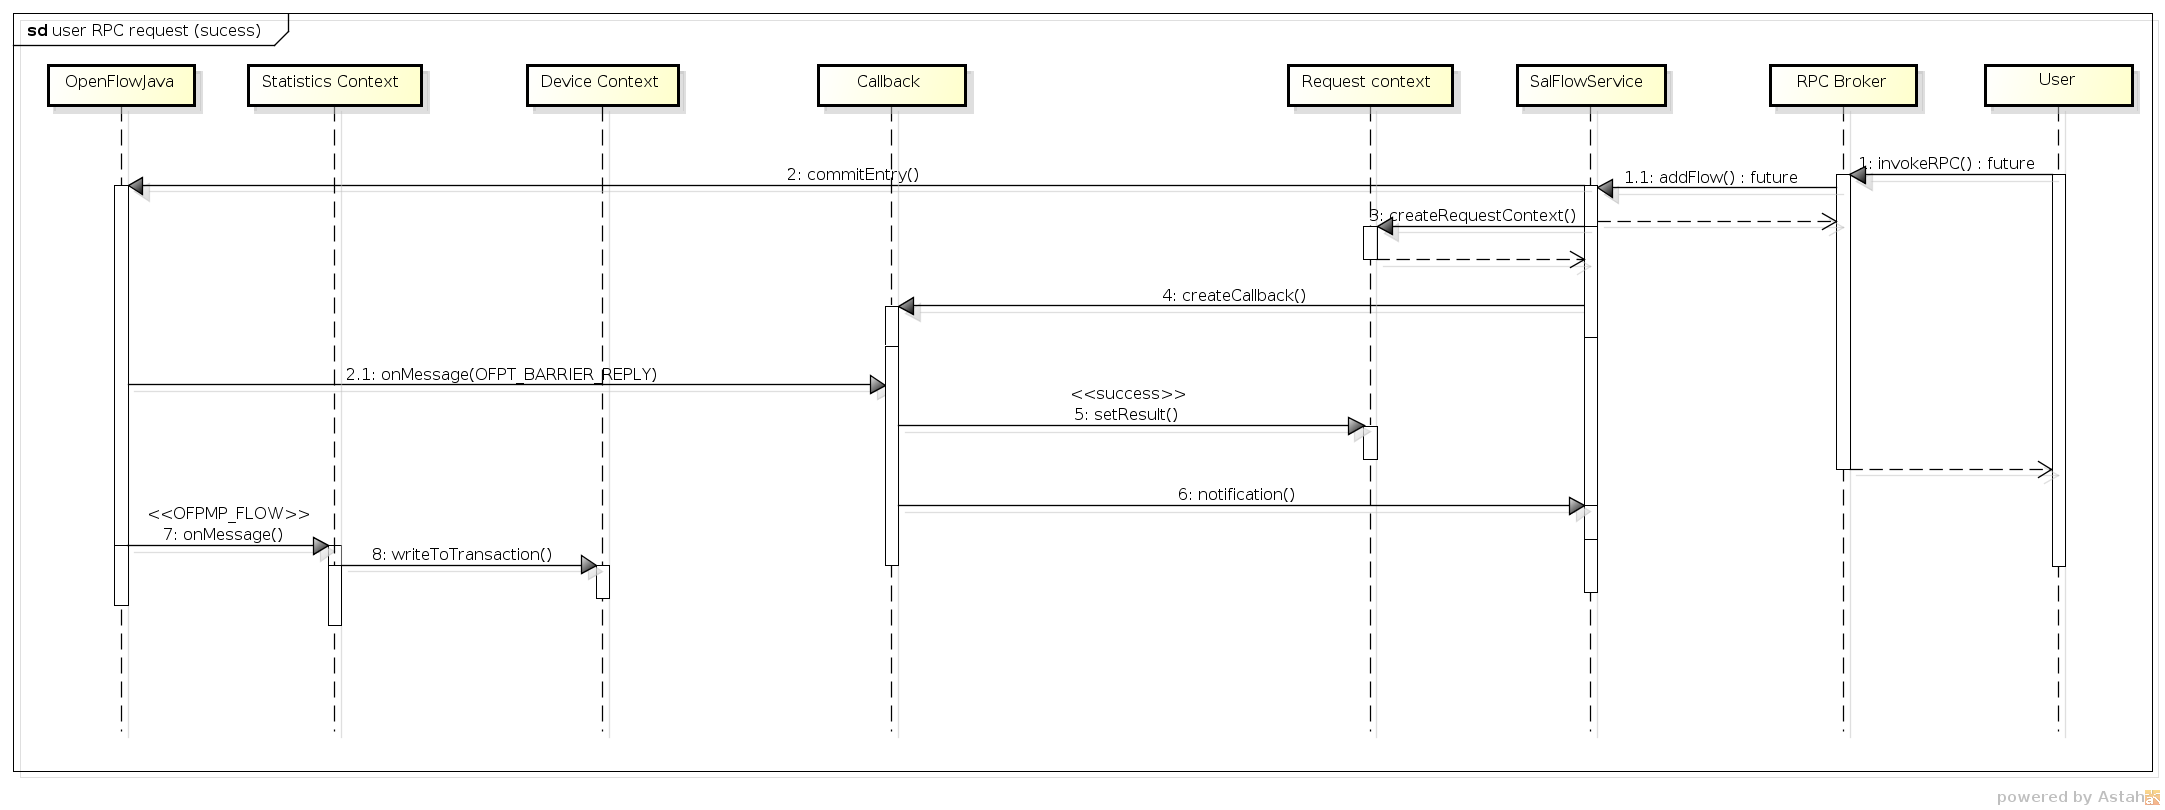 sd user RPC request (sucess)
OpenFlowJava
Statistics Context
Device Context
Callback
Request context
SalFlowService
RPC Broker
User
1: invokeRPC() : future
2: commitEntry()
1.1: addFlow() : future
3: createRequestContext()
4: createCallback()
2.1: onMessage(OFPT_BARRIER_REPLY)
<<success>>
5: setResult()
6: notification()
<<OFPMP_FLOW>>
7: onMessage()
8: writeToTransaction()
powered by Astah